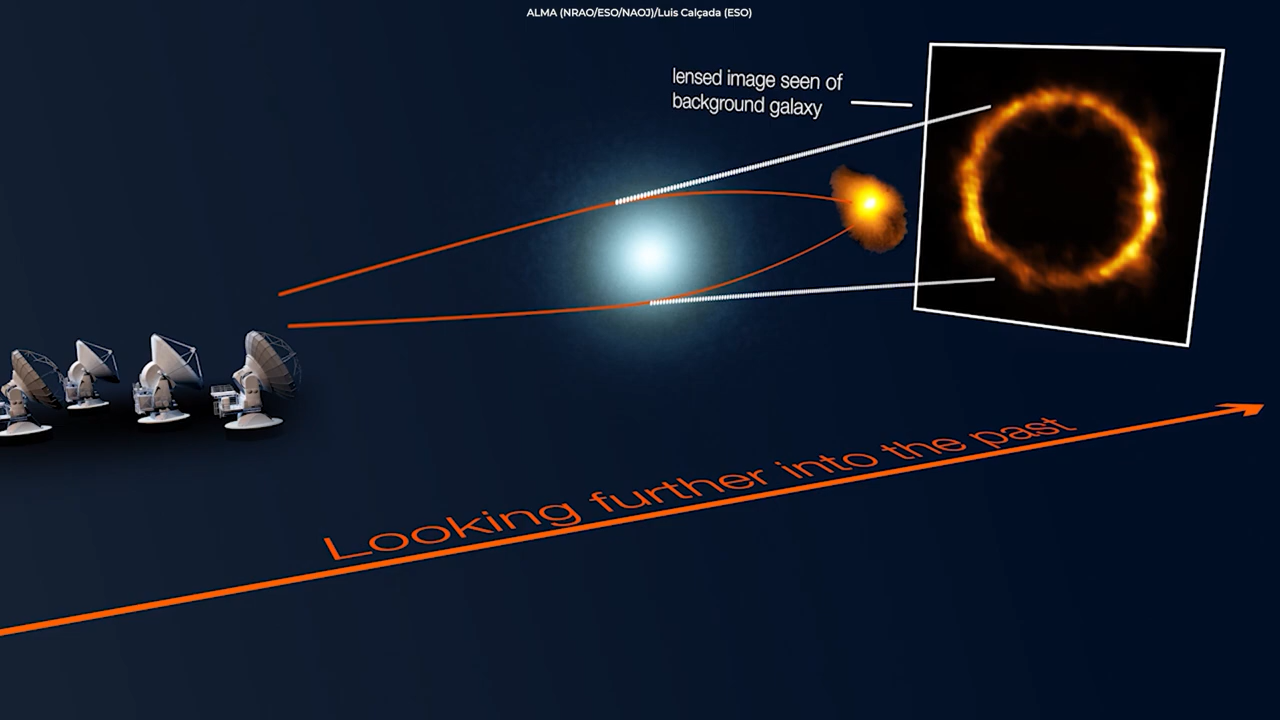 ALMA (NRAO/ESO/NAOJ)/Luis Calçada (ESO)
lensed image seen of
background galaxy
Looking further into the past